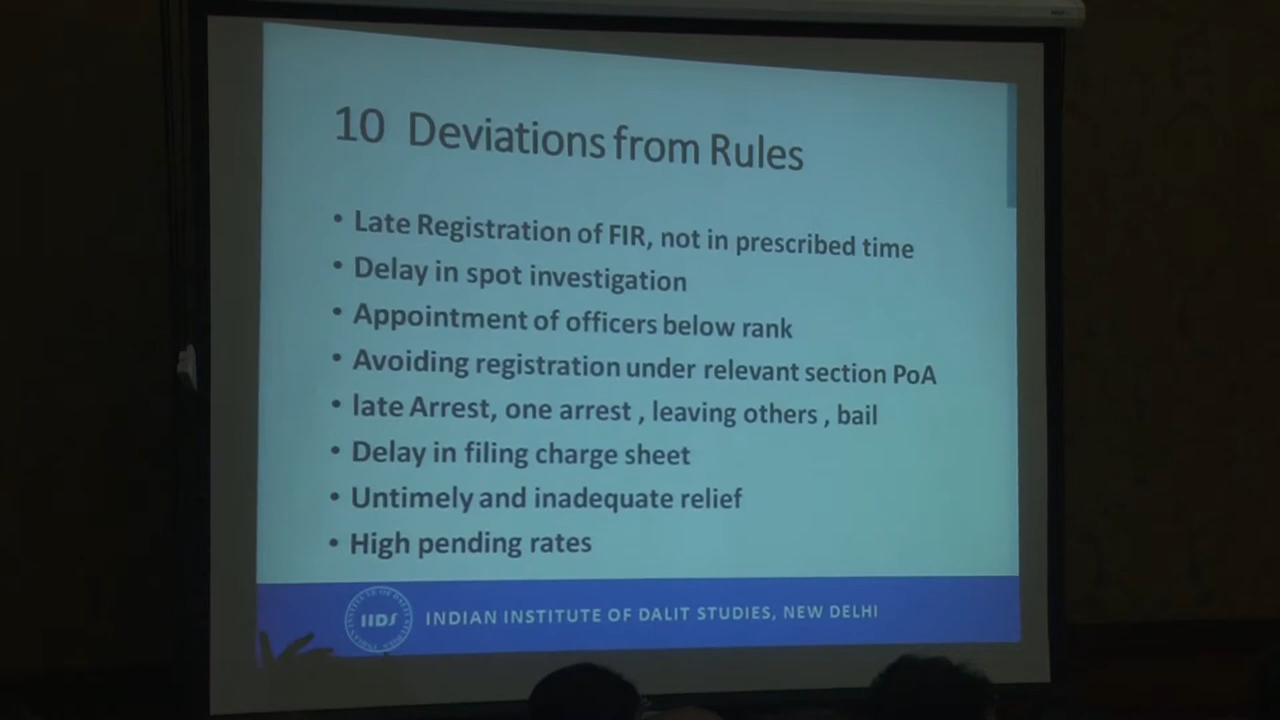 10 Deviations from Rules
• Late Registration of FIR, not in prescribed time
• Delay in spot investigation
• Appointment of officers below rank
• Avoiding registration under relevant section PoA
• late Arrest, one arrest , leaving others , bail
• Delay in filing charge sheet
• Untimely and inadequate relief
• High pending rates
IIDS
INDIAN INSTITUTE OF DALIT STUDIES, NEW DELHI